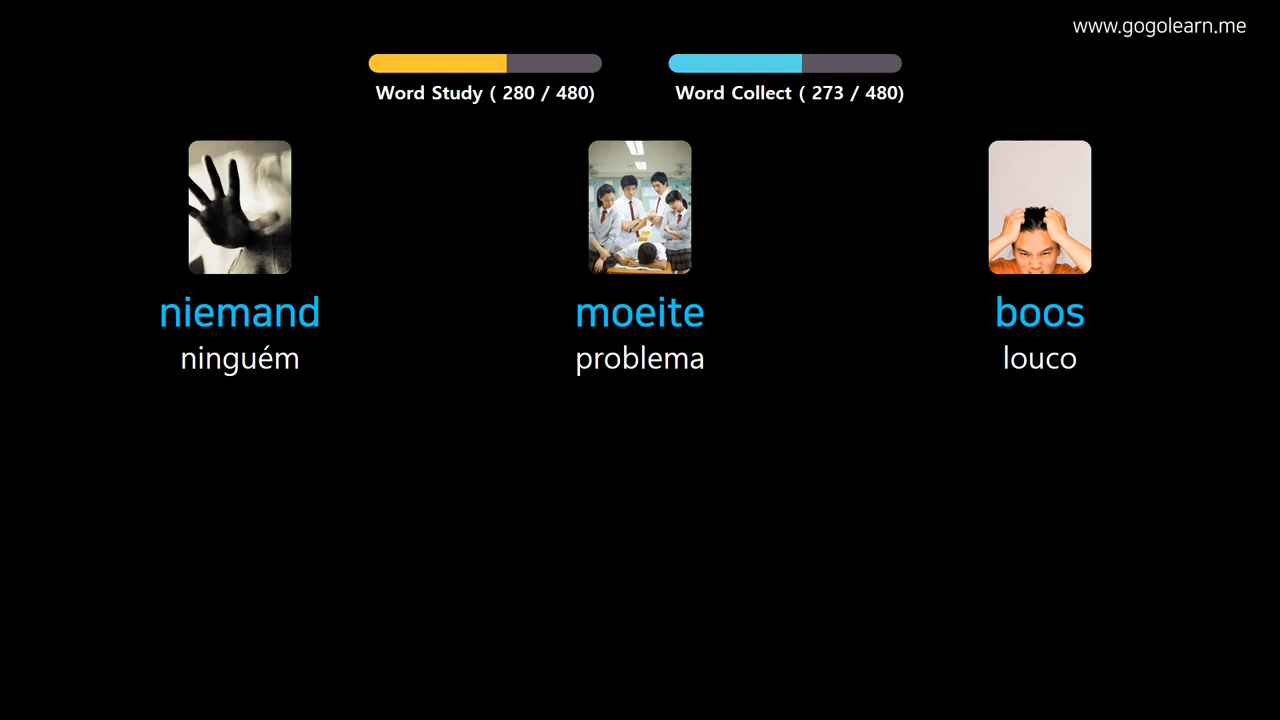 www.gogolearn.me
Word Study ( 280 / 480)
Word Collect ( 273 / 480)
niemand
moeite
boos
ninguém
problema
louco